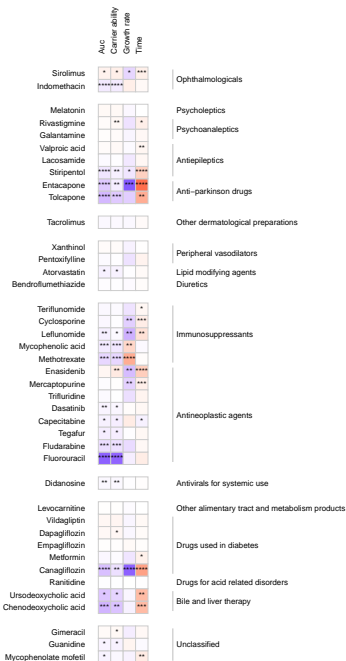 Auc Carrier ability Growth rate Time
Sirolimus * * * *** Ophthalmologicals
Indomethacin **** ****
Melatonin Psycholeptics
Rivastigmine ** * Psychoanaleptics
Galantamine
Valproic acid ** Antiepileptics
Lacosamide
Stiripentol **** ** * ****
Entacapone **** ** *** **** Anti−parkinson drugs
Tolcapone **** *** **
Tacrolimus Other dermatological preparations
Xanthinol Peripheral vasodilators
Pentoxifylline
Atorvastatin * * Lipid modifying agents
Bendroflumethiazide Diuretics
Teriflunomide * Immunosuppressants
Cyclosporine ** ***
Leflunomide ** * ** **
Mycophenolic acid *** *** **
Methotrexate *** *** ****
Enasidenib ** ** **** Antineoplastic agents
Mercaptopurine ** ***
Trifluridine
Dasatinib ** *
Capecitabine * * *
Tegafur * *
Fludarabine *** ***
Fluorouracil **** ****
Didanosine ** ** Antivirals for systemic use
Levocarnitine Other alimentary tract and metabolism products
Vildagliptin Drugs used in diabetes
Dapagliflozin *
Empagliflozin
Metformin *
Canagliflozin **** ** **** ****
Ranitidine Drugs for acid related disorders
Ursodeoxycholic acid * * ** Bile and liver therapy
Chenodeoxycholic acid *** ** ***
Gimeracil * Unclassified
Guanidine * *
Mycophenolate mofetil * **